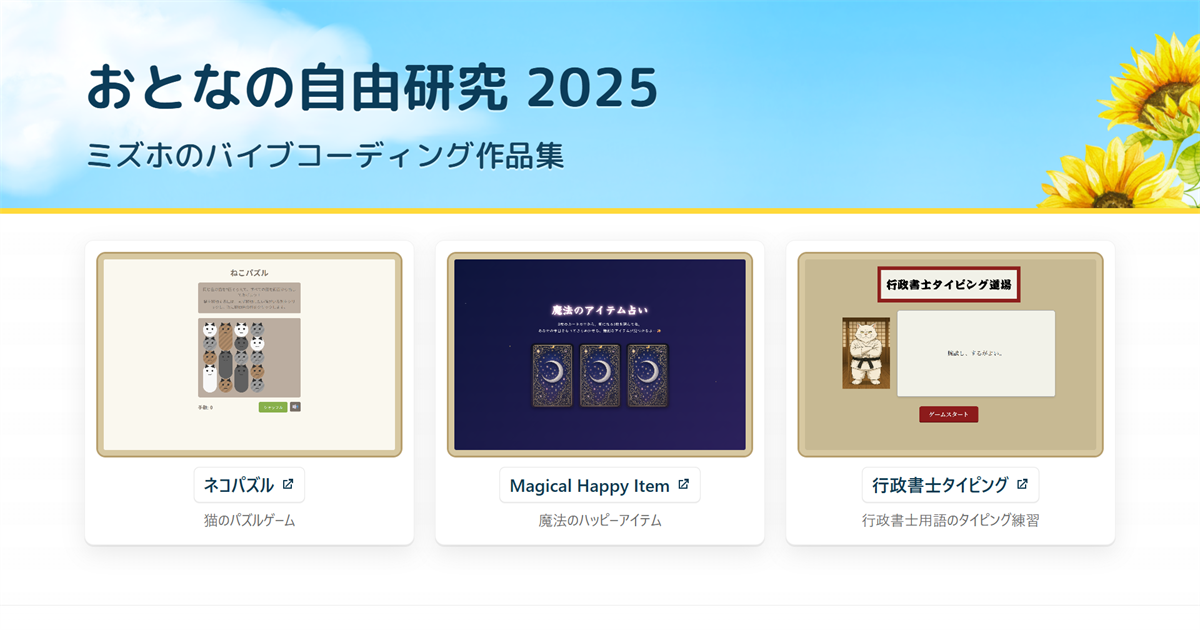 おとなの自由研究 2025
ミズホのバイブコーディング作品集
ねこパズル
手数: 0
シャッフル
魔法のアイテム占い
行政書士タイピング道場
ゲームスタート
ネコパズル
猫のパズルゲーム
Magical Happy Item
魔法のハッピーアイテム
行政書士タイピング
行政書士用語のタイピング練習